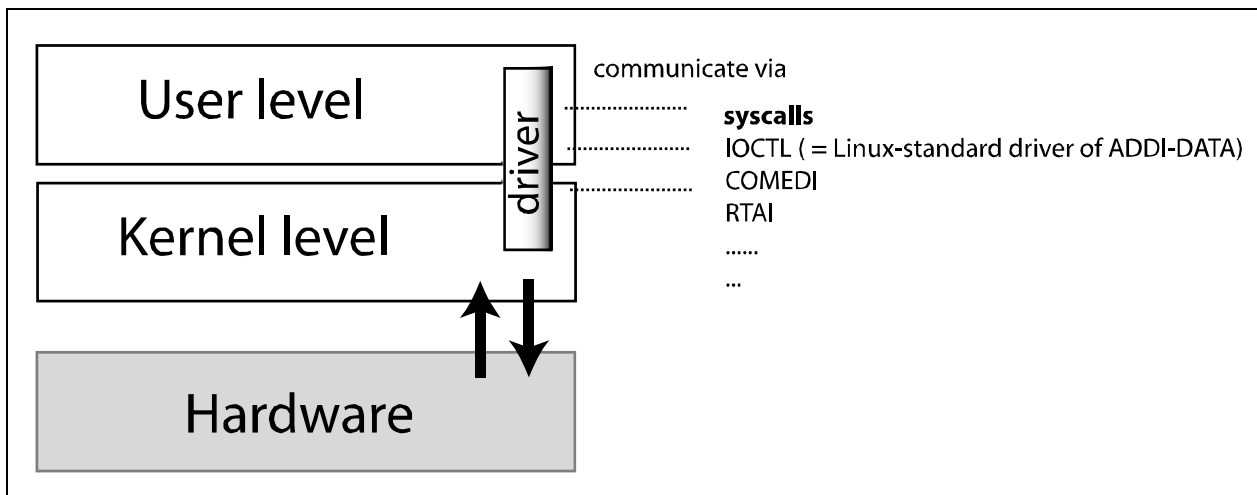 User level
driver
communicate via
syscalls
IOCTL ( = Linux-standard driver of ADDI-DATA)
COMEDI
RTAI
......
...
Kernel level
Hardware